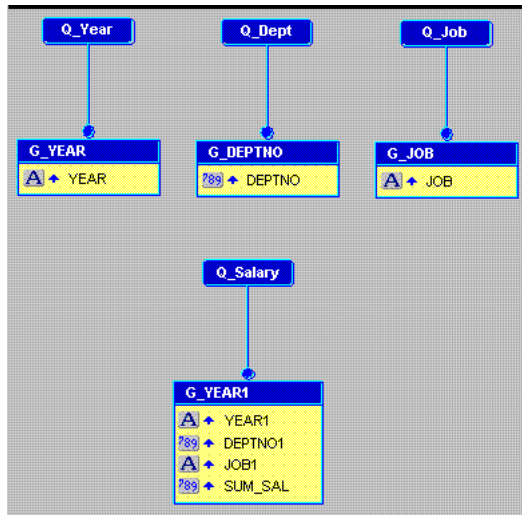 Q_Year
Q_Dept
Q_Job
G_YEAR
G_DEPTNO
G_JOB
A YEAR
789 DEPTNO
A JOB
Q_Salary
G_YEAR1
A YEAR1
789 DEPTNO1
A JOB1
789 SUM_SAL